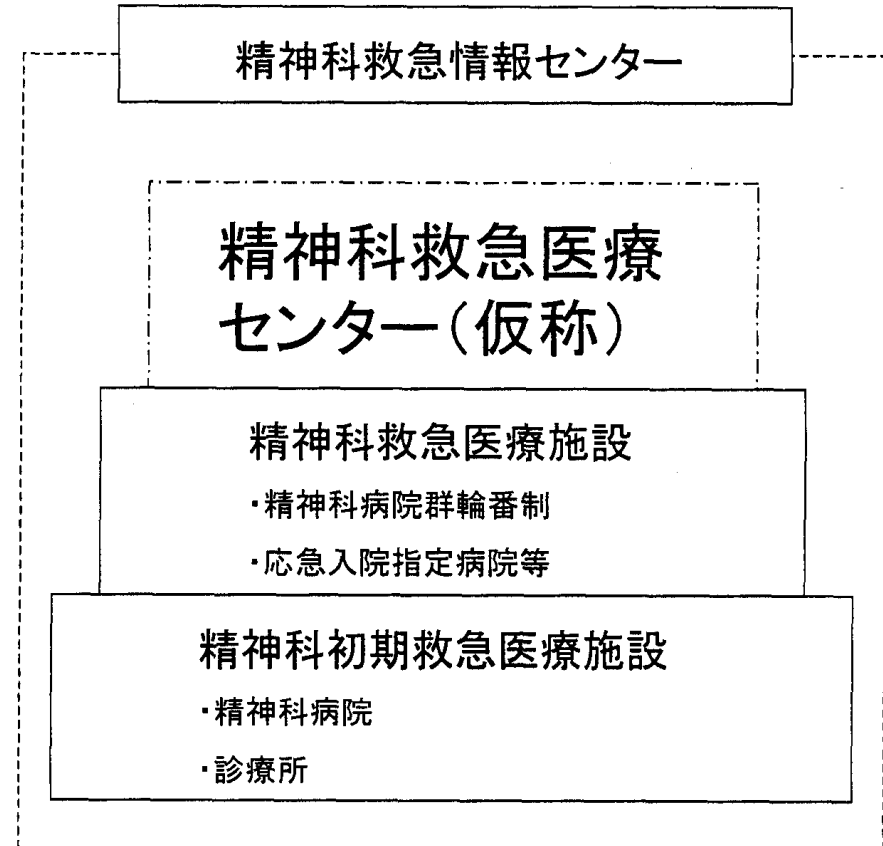 精神科救急情報センター
精神科救急医療
センター(仮称)
精神科救急医療施設
・精神科病院群輪番制
・応急入院指定病院等
精神科初期救急医療施設
・精神科病院
・診療所